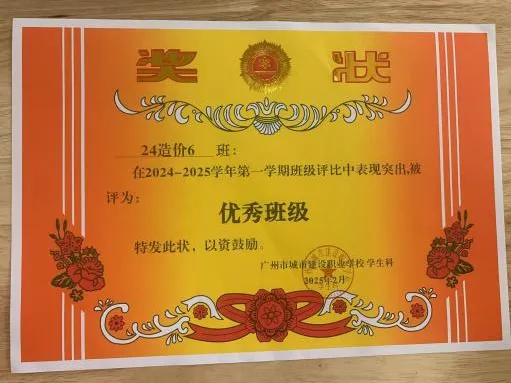 奖状
24造价6 班:
在2024-2025学年第一学期班级评比中表现突出,被
评为:
优秀班级
特发此状，以资鼓励。
广州市城市建设职业学校 学生科
2025年2月